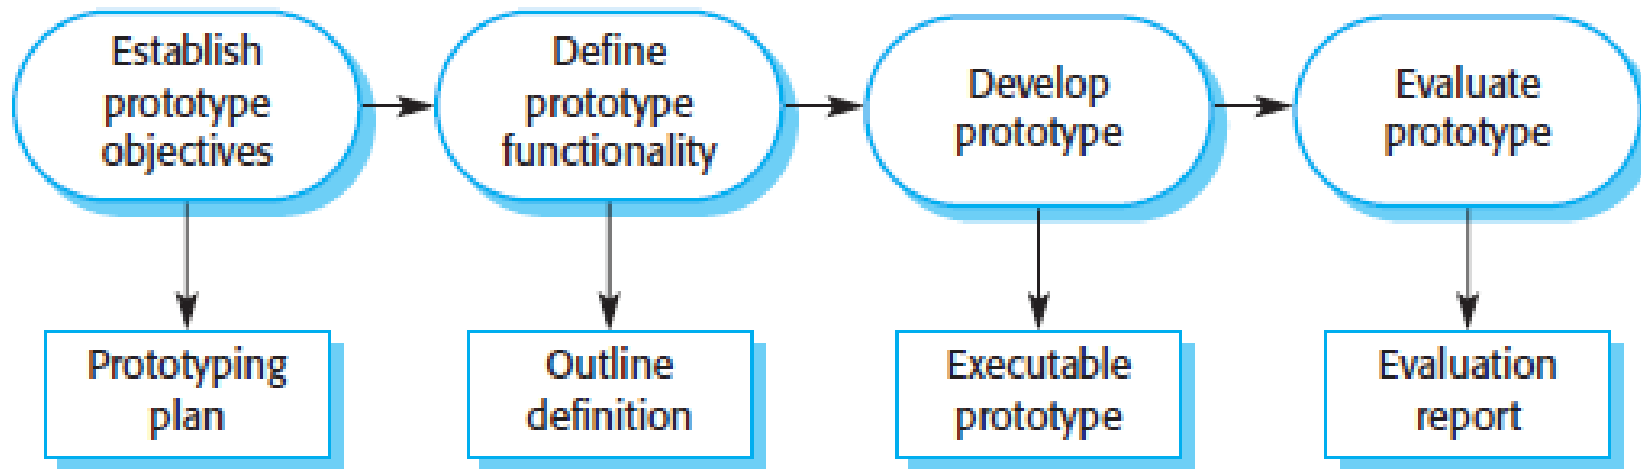 Establish
prototype
objectives
Define
prototype
functionality
Develop
prototype
Evaluate
prototype
Prototyping
plan
Outline
definition
Executable
prototype
Evaluation
report